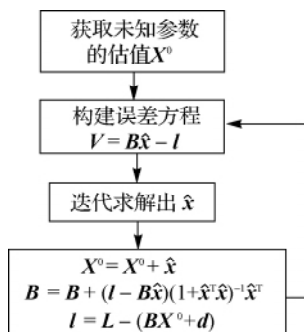 获取未知参数
的估值X⁰
构建误差方程
V = Bx̂ − l
迭代求解出 x̂
X⁰ = X⁰ + x̂
B = B + (l − Bx̂)(1+x̂ᵀx̂)⁻¹x̂ᵀ
l = L − (BX⁰+d)